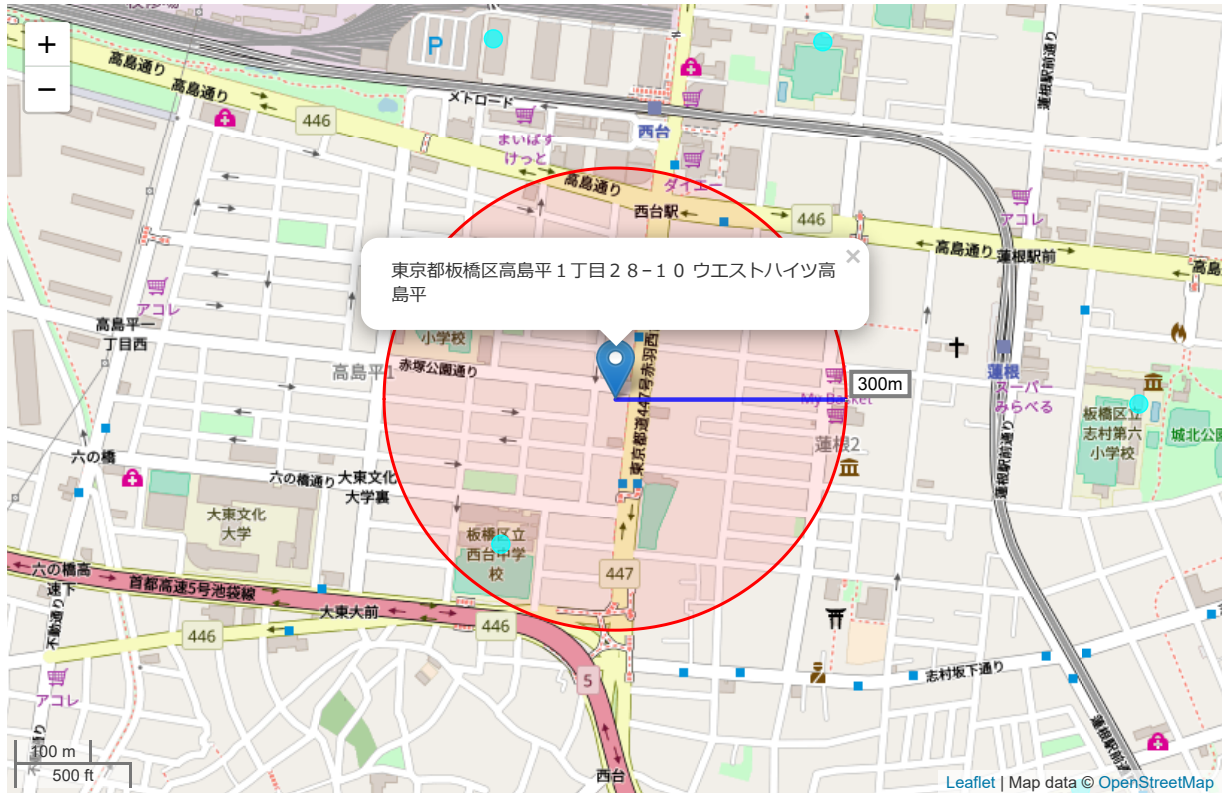 +
−
高島通り
高島通り
446
P
メトロード
西台
まいばす
けっと
ダイエー
高島通り
西台駅
446
高島通り
蓮根駅前
高島
蓮根駅前通り
アコレ
東京都板橋区高島平１丁目２８−１０ ウエストハイツ高
島平
×
アコレ
高島平一
丁目西
高島平1
小学校
赤塚公園通り
東京都道447号赤羽西
300m
My Basket
蓮根2
蓮根
スーパー
みらべる
板橋区立
志村第六
小学校
城北公園
蓮根駅前通り
六の橋
六の橋通り
大東文化
大学裏
大東文化
大学
板橋区立
西台中学
校
447
六の橋高
速下
首都高速5号池袋線
大東大前
不動通り
446
446
5
志村坂下通り
アコレ
西台
100 m
500 ft
Leaflet | Map data © OpenStreetMap